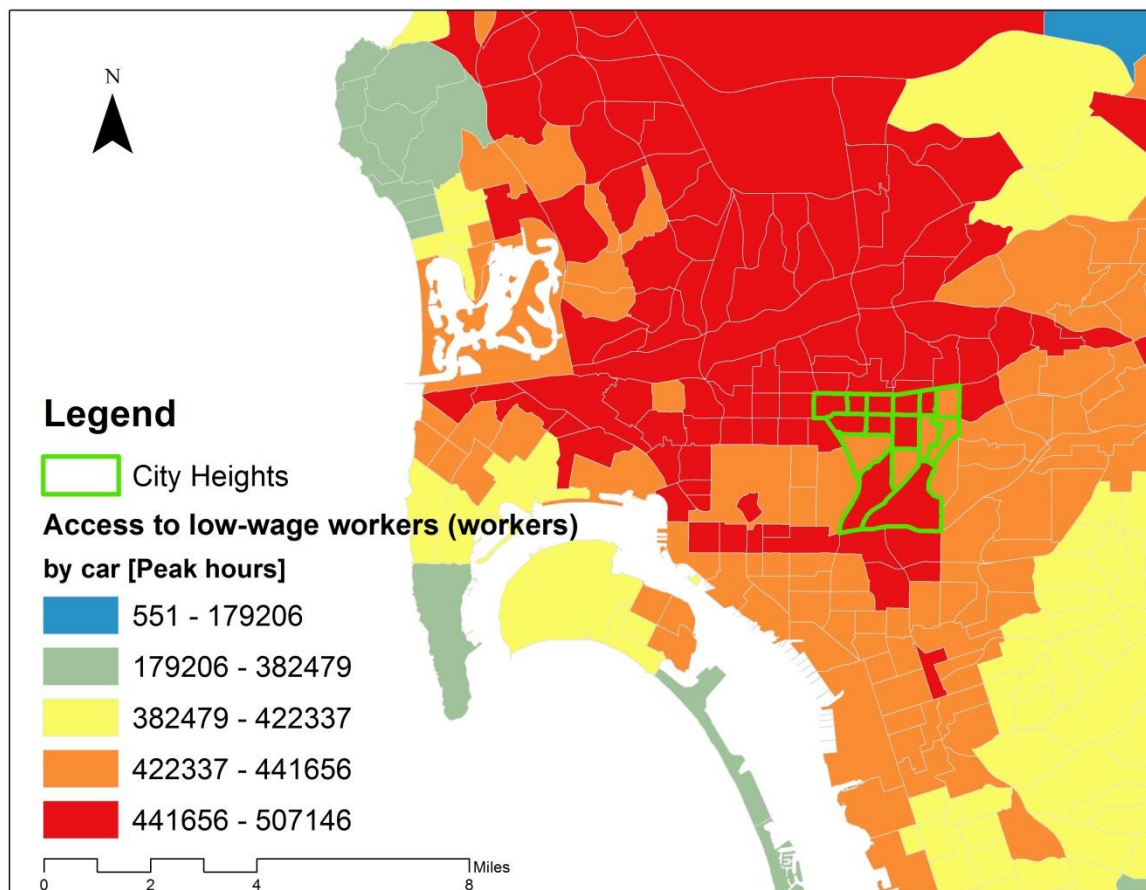 N
Legend
City Heights
Access to low-wage workers (workers)
by car [Peak hours]
551 - 179206
179206 - 382479
382479 - 422337
422337 - 441656
441656 - 507146
Miles
0 2 4 8